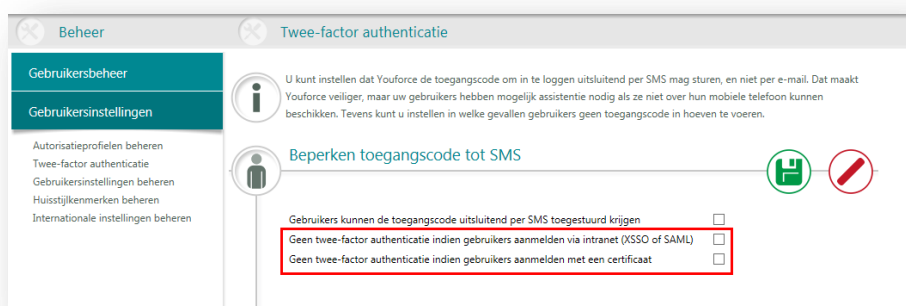 Beheer
Twee-factor authenticatie
Gebruikersbeheer
Gebruikersinstellingen
Autorisatieprofielen beheren
Twee-factor authenticatie
Gebruikersinstellingen beheren
Huisstijlkenmerken beheren
Internationale instellingen beheren
U kunt instellen dat Youforce de toegangscode om in te loggen uitsluitend per SMS mag sturen, en niet per e-mail. Dat maakt
Youforce veiliger, maar uw gebruikers hebben mogelijk assistentie nodig als ze niet over hun mobiele telefoon kunnen
beschikken. Tevens kunt u instellen in welke gevallen gebruikers geen toegangscode in hoeven te voeren.
Beperken toegangscode tot SMS
Gebruikers kunnen de toegangscode uitsluitend per SMS toegestuurd krijgen
Geen twee-factor authenticatie indien gebruikers aanmelden via intranet (XSSO of SAML)
Geen twee-factor authenticatie indien gebruikers aanmelden met een certificaat